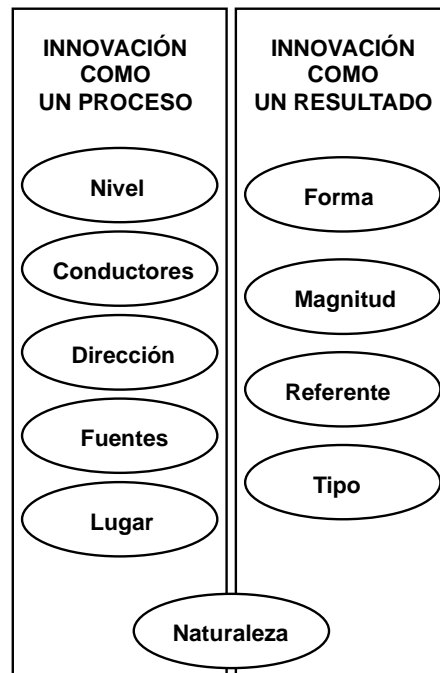 INNOVACIÓN
COMO
UN PROCESO
Nivel
Conductores
Dirección
Fuentes
Lugar
INNOVACIÓN
COMO
UN RESULTADO
Forma
Magnitud
Referente
Tipo
Naturaleza